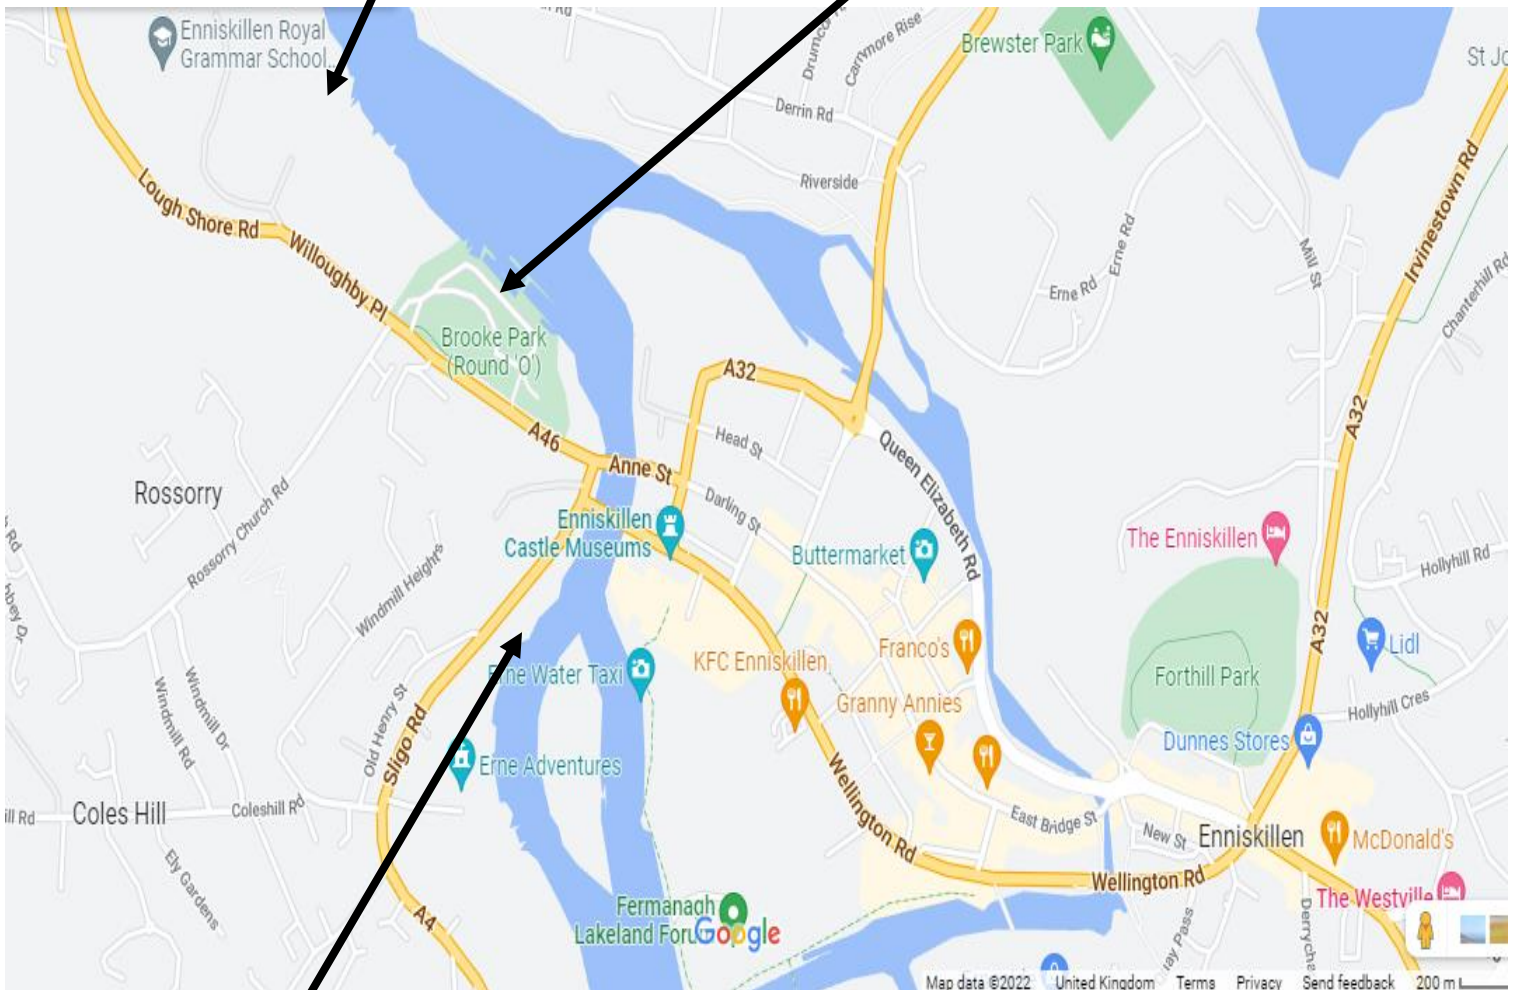 Enniskillen Royal
Grammar School...
Brewster Park
Carrymore Rise
Derrin Rd
Riverside
Lough Shore Rd
Willoughby Pl
Erne Rd
Erne Rd
Mill St
Irvinestown Rd
Chanterhill Rd
Brooke Park
(Round 'O')
A32
A32
A46
Anne St
Head St
Darling St
Queen Elizabeth Rd
Rossorry
Rossorry Church Rd
Enniskillen
Castle Museums
Buttermarket
The Enniskillen
Hollyhill Rd
Windmill Heights
A32
Franco's
Lidl
KFC Enniskillen
Water Taxi
Granny Annies
Forthill Park
Hollyhill Cres
Windmill Dr
Windmill Rd
Old Henry St
Sligo Rd
Dunnes Stores
Erne Adventures
Wellington Rd
Coles Hill
Coleshill Rd
East Bridge St
New St
Enniskillen
McDonald's
Ely Gardens
Wellington Rd
The Westville
A4
Fermanagh
Lakeland Foru
Google
Map data ©2022
United Kingdom
Terms
Privacy
Send feedback
200 m